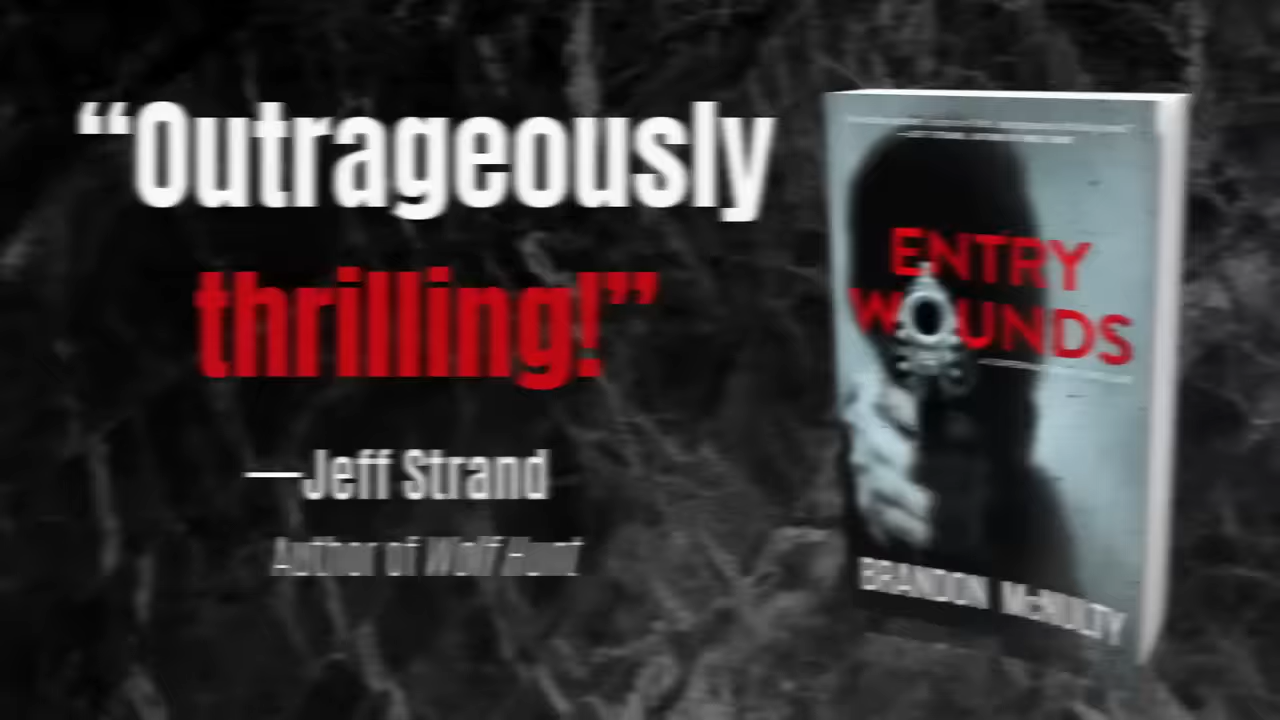 “Outrageously
thrilling!”
—Jeff Strand
Author of Wolf Hunt
ENTRY
WOUNDS
BRANDON McNULTY